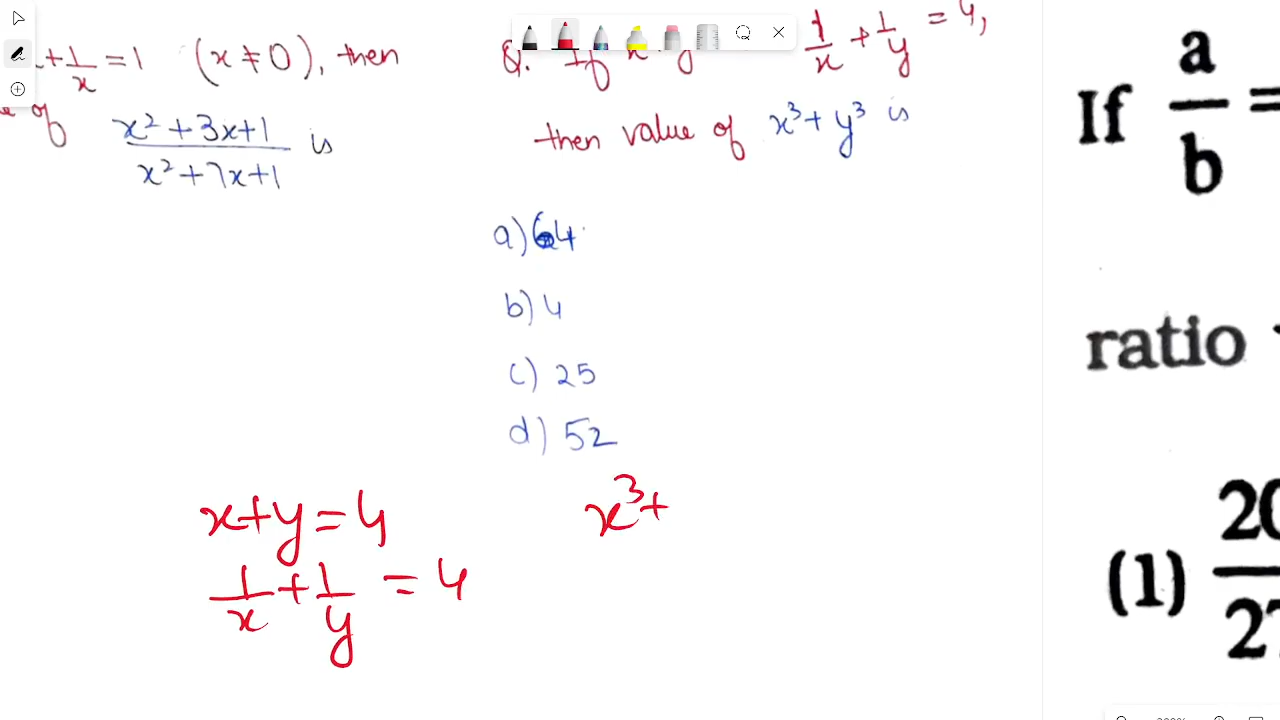 +1/x = 1 (x ≠ 0), then
of
x² + 3x + 1 / x² + 7x + 1 is
Q. If x y 1/x + 1/y = 4,
then value of x³ + y³ is
a) 64
b) 4
c) 25
d) 52
x + y = 4
1/x + 1/y = 4
x³ +
If a/b =
ratio
(1) 20/27